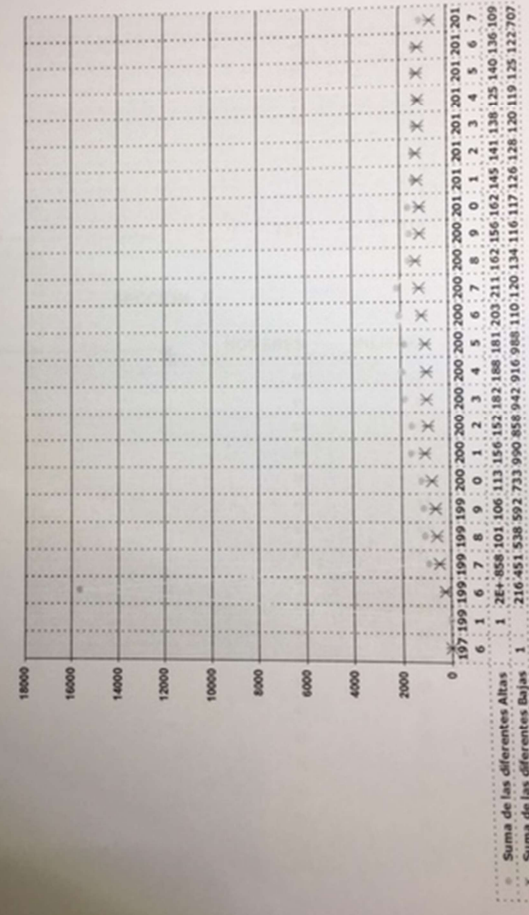 18000
16000
14000
12000
10000
8000
6000
4000
2000
0
197 199 199 199 199 199 200 200 200 200 200 200 200 200 200 200 201 201 201 201 201 201 201 201
6 1 6 7 8 9 0 1 2 3 4 5 6 7 8 9 0 1 2 3 4 5 6 7
Suma de las diferentes Altas 1 2E+ 858 101 106 113 156 152 182 188 181 203 211 162 156 162 145 141 138 125 140 136 109
Suma de las diferentes Bajas 1 216 451 538 592 733 990 858 942 916 988 110 120 134 116 117 126 128 120 119 125 122 707